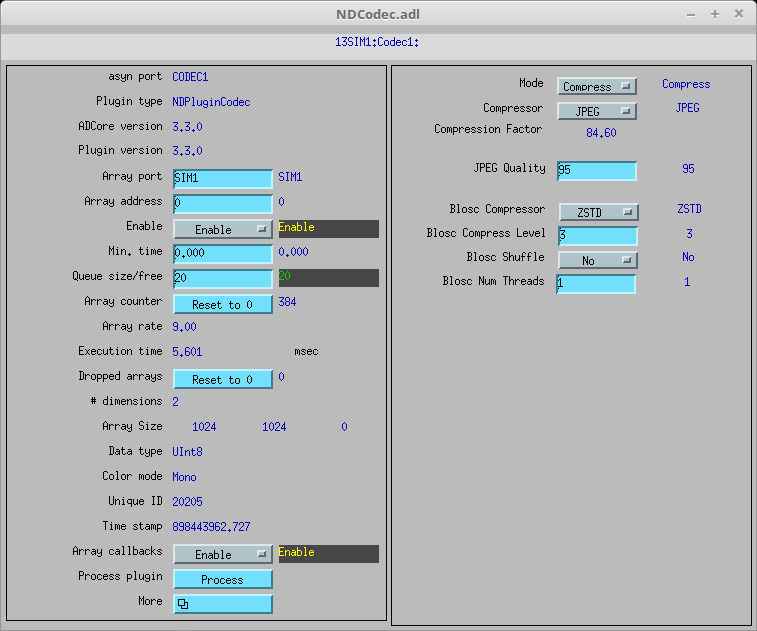 NDCodec.adl
13SIM1:Codec1:
asyn port CODEC1
Plugin type NDPluginCodec
ADCore version 3.3.0
Plugin version 3.3.0
Array port SIM1 SIM1
Array address 0 0
Enable Enable Enable
Min. time 0.000 0.000
Queue size/free 20 20
Array counter Reset to 0 384
Array rate 9.00
Execution time 5.601 msec
Dropped arrays Reset to 0 0
# dimensions 2
Array Size 1024 1024 0
Data type UInt8
Color mode Mono
Unique ID 20205
Time stamp 898443962.727
Array callbacks Enable Enable
Process plugin Process
More
Mode Compress Compress
Compressor JPEG JPEG
Compression Factor 84.60
JPEG Quality 95 95
Blosc Compressor ZSTD ZSTD
Blosc Compress Level 3 3
Blosc Shuffle No No
Blosc Num Threads 1 1